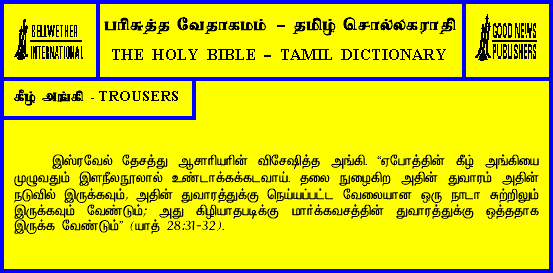 BELLWETHER
INTERNATIONAL
பரிசுத்த வேதாகமம் – தமிழ் சொல்லகராதி
THE HOLY BIBLE – TAMIL DICTIONARY
GOOD NEWS
PUBLISHERS
கீழ் அங்கி - TROUSERS
இஸ்ரவேல் தேசத்து ஆசாரியரின் விசேஷித்த அங்கி. “ஏபோத்தின் கீழ் அங்கியை
முழுவதும் இளநீலநூலால் உண்டாக்கக்கடவாய். தலை நுழைகிற அதின் துவாரம் அதின்
நடுவில் இருக்கவும், அதின் துவாரத்துக்கு நெய்யப்பட்ட வேலையான ஒரு நாடா சுற்றிலும்
இருக்கவும் வேண்டும்; அது கிழியாதபடிக்கு மார்க்கவசத்தின் துவாரத்துக்கு ஒத்ததாக
இருக்க வேண்டும்” (யாத் 28:31-32).